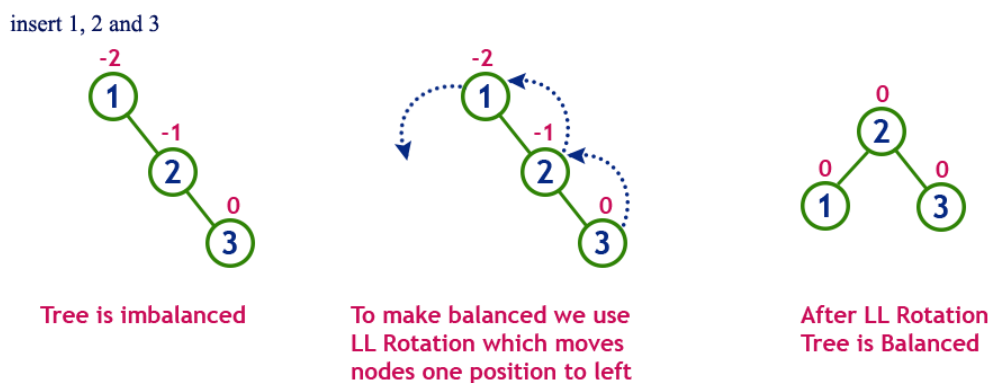 insert 1, 2 and 3
-2
1
-1
2
0
3
Tree is imbalanced
-2
1
-1
2
0
3
To make balanced we use
LL Rotation which moves
nodes one position to left
0
2
0
0
1
3
After LL Rotation
Tree is Balanced